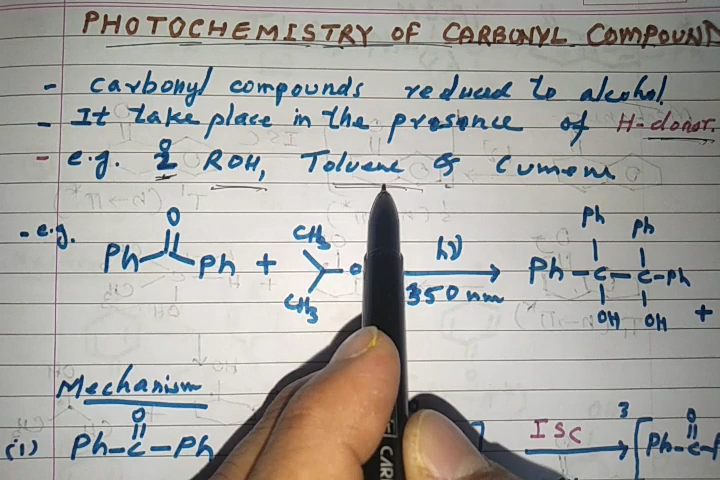 PHOTOCHEMISTRY OF CARBONYL COMPOUND
- Carbonyl compounds reduced to alcohol.
- It take place in the presence of H-donor.
- e.g. 2° ROH, Toluene & Cumene
- e.g.
O Ph Ph
CH3
Ph Ph + O hν Ph-C-C-Ph
CH3 350nm OH OH +
Mechanism
(i) Ph-C-Ph ISC 3 [Ph-C-
O O
CAR